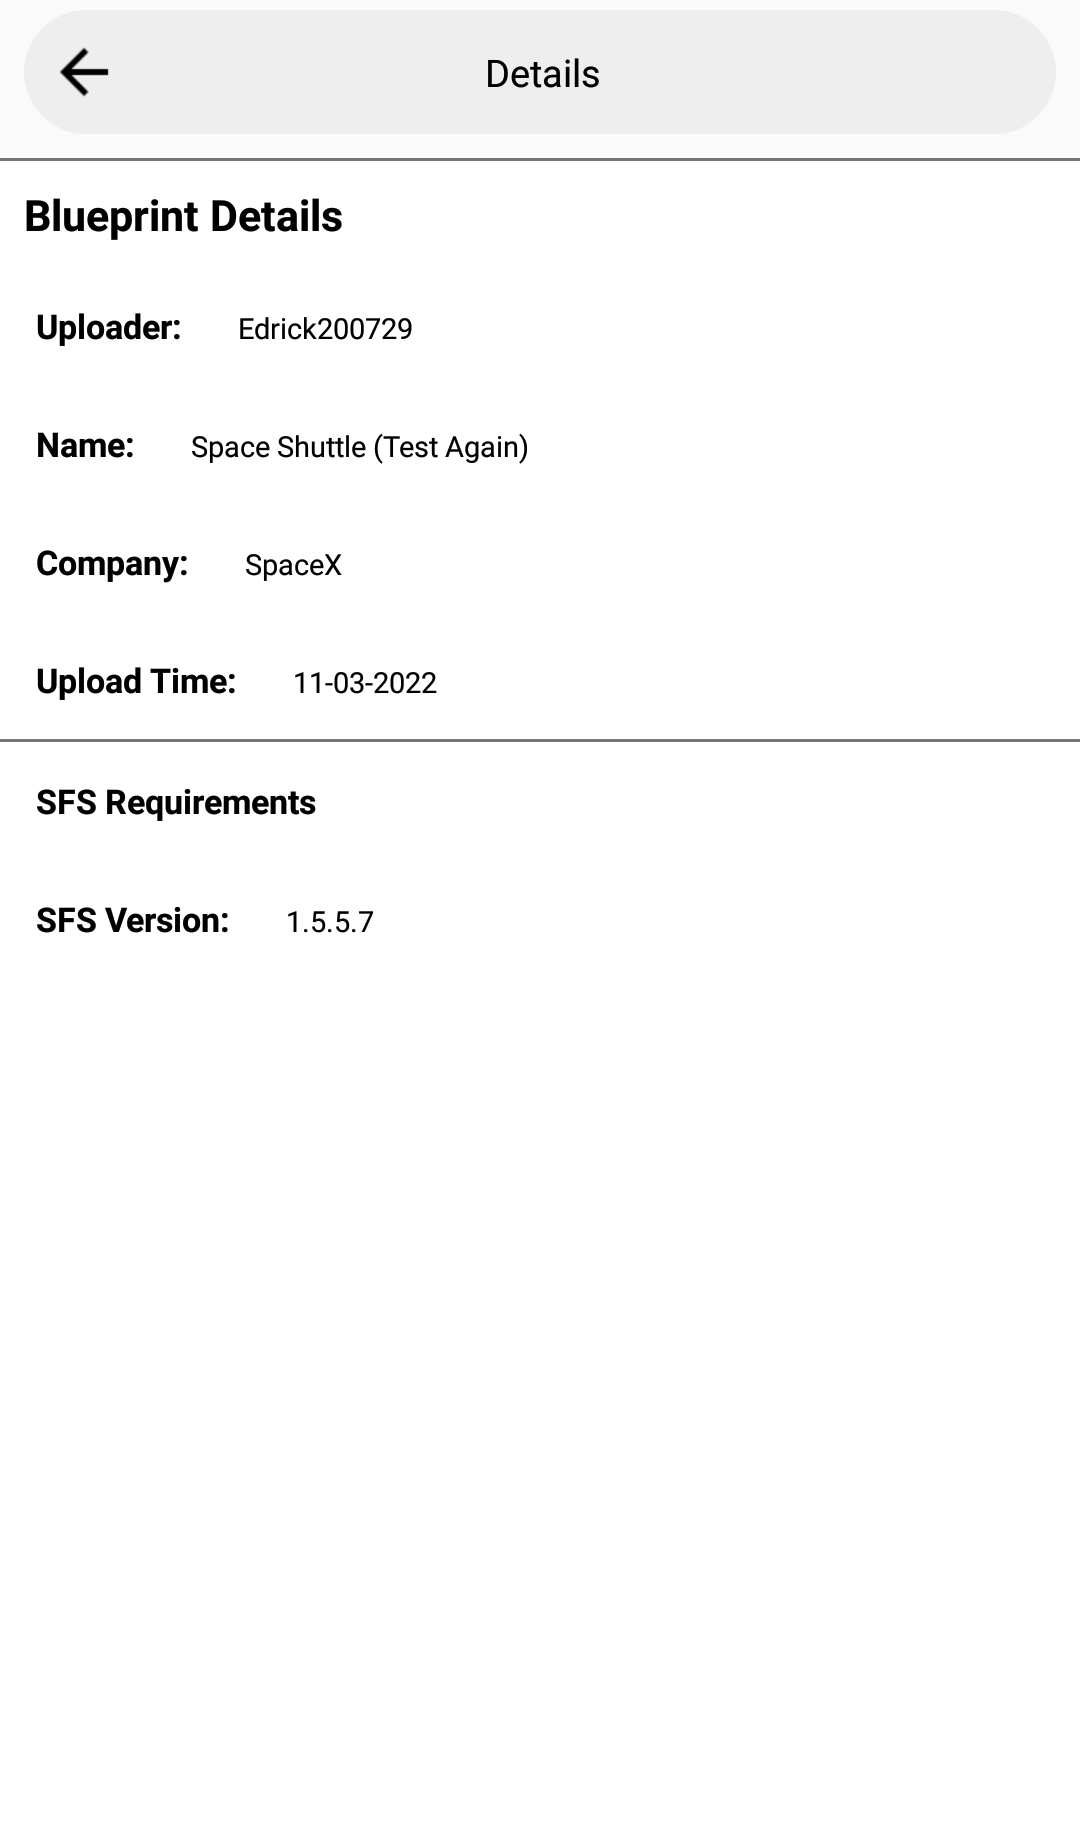 Details
Blueprint Details
Uploader: Edrick200729
Name: Space Shuttle (Test Again)
Company: SpaceX
Upload Time: 11-03-2022
SFS Requirements
SFS Version: 1.5.5.7